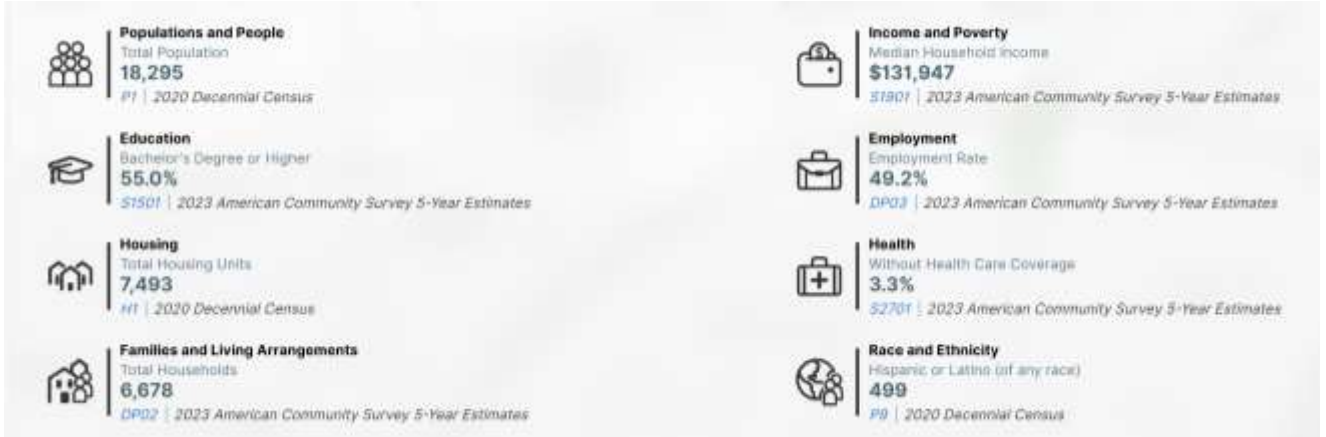 Populations and People
Total Population
18,295
P1 | 2020 Decennial Census
Education
Bachelor's Degree or Higher
55.0%
S1501 | 2023 American Community Survey 5-Year Estimates
Housing
Total Housing Units
7,493
H1 | 2020 Decennial Census
Families and Living Arrangements
Total Households
6,678
DP02 | 2023 American Community Survey 5-Year Estimates
Income and Poverty
Median Household Income
$131,947
S1901 | 2023 American Community Survey 5-Year Estimates
Employment
Employment Rate
49.2%
DP03 | 2023 American Community Survey 5-Year Estimates
Health
Without Health Care Coverage
3.3%
S2701 | 2023 American Community Survey 5-Year Estimates
Race and Ethnicity
Hispanic or Latino (of any race)
499
P9 | 2020 Decennial Census